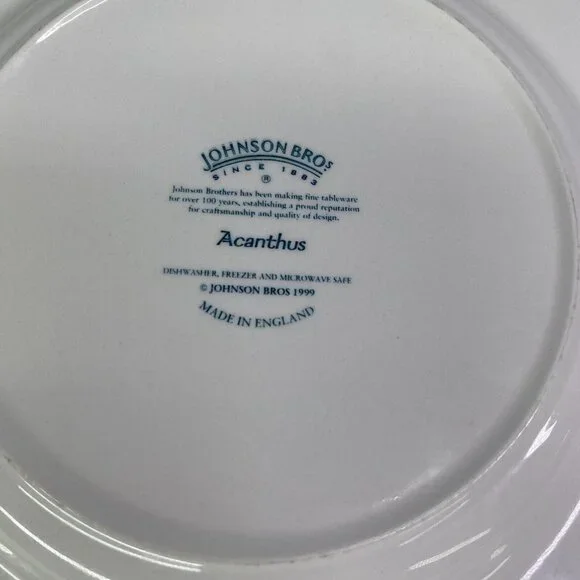 JOHNSON BROS
SINCE 1883
®
Johnson Brothers has been making fine tableware
for over 100 years, establishing a proud reputation
for craftsmanship and quality of design.
Acanthus
DISHWASHER, FREEZER AND MICROWAVE SAFE
© JOHNSON BROS 1999
MADE IN ENGLAND